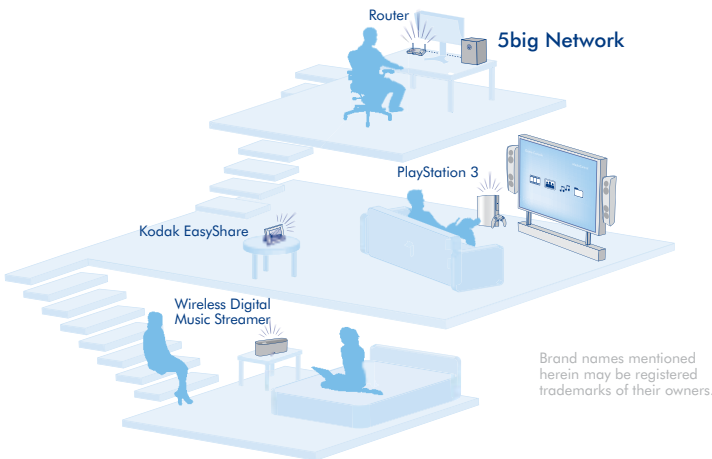 Router
5big Network
PlayStation 3
Kodak EasyShare
Wireless Digital
Music Streamer
Brand names mentioned
herein may be registered
trademarks of their owners.